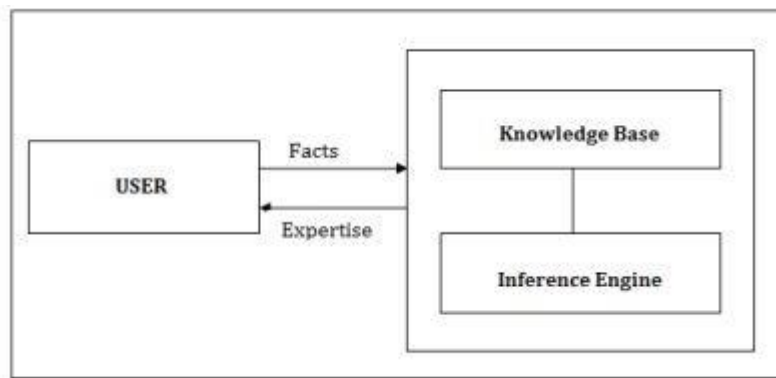 Knowledge Base
Facts
USER
Expertise
Inference Engine